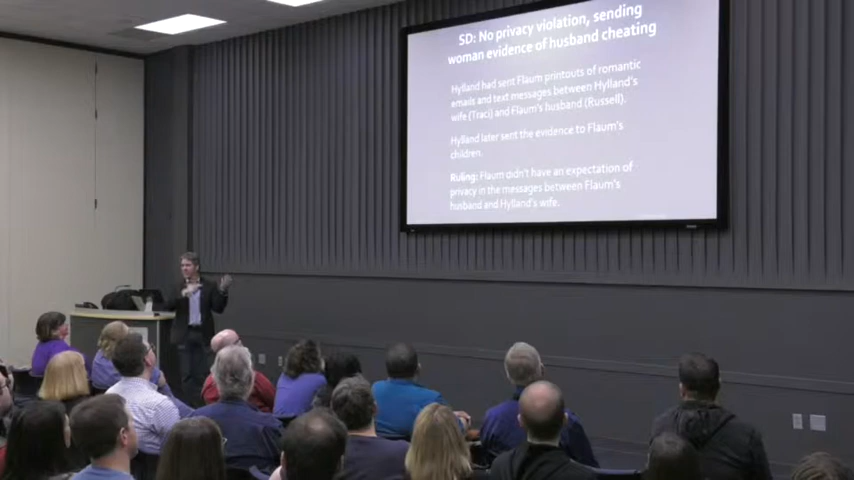 SD: No privacy violation, sending
woman evidence of husband cheating
Hylland had sent Flaum printouts of romantic
emails and text messages between Hylland's
wife (Traci) and Flaum's husband (Russell).
Hylland later sent the evidence to Flaum's
children.
Ruling: Flaum didn't have an expectation of
privacy in the messages between Flaum's
husband and Hylland's wife.